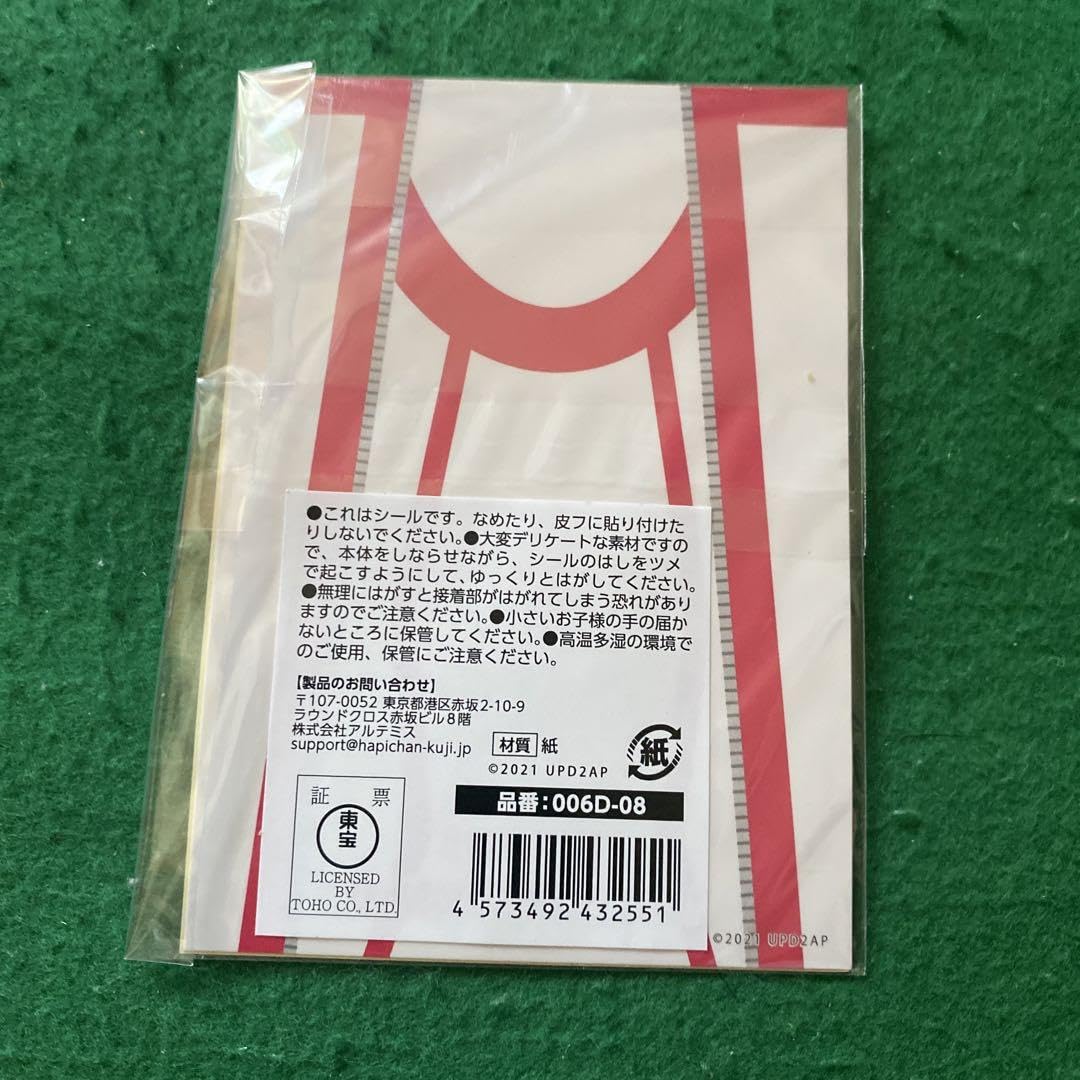 ●これはシールです。なめたり、皮フに貼り付けた
りしないでください。●大変デリケートな素材ですの
で、本体をしならせながら、シールのはしをツメ
で起こすようにして、ゆっくりとはがしてください。
●無理にはがすと接着部がはがれてしまう恐れがあり
ますのでご注意ください。●小さいお子様の手の届か
ないところに保管してください。●高温多湿の環境で
のご使用、保管にご注意ください。
【製品のお問い合わせ】
〒107-0052 東京都港区赤坂2-10-9
ラウンドクロス赤坂ビル8階
株式会社アルテミス
support@hapichan-kuji.jp
材質 紙
©2021 UPD2AP
紙
品番:006D-08
証 票
東宝
LICENSED
BY
TOHO CO., LTD.
4 573492 432551
©2021 UPD2AP